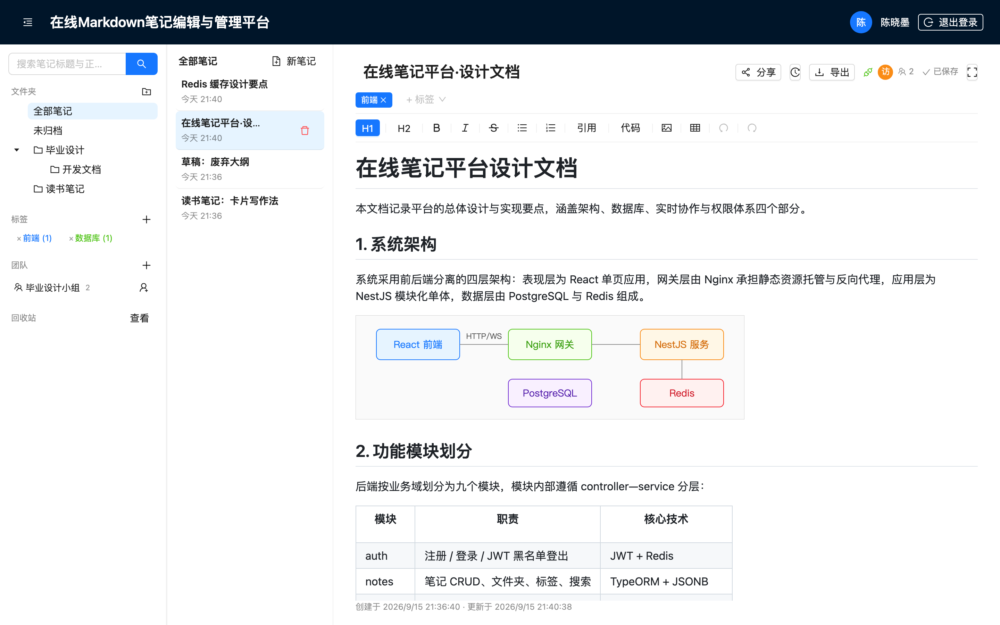 在线Markdown笔记编辑与管理平台
陈 陈晓墨 退出登录
搜索笔记标题与正...
文件夹
全部笔记
未归档
毕业设计
开发文档
读书笔记
标签
× 前端 (1) × 数据库 (1)
团队
毕业设计小组 2
回收站 查看
全部笔记 新笔记
Redis 缓存设计要点
今天 21:40
在线笔记平台·设...
今天 21:40
草稿：废弃大纲
今天 21:36
读书笔记：卡片写作法
今天 21:36
在线笔记平台·设计文档
分享 导出 访 2 已保存
前端 × + 标签
H1 H2 B I S 引用 代码
在线笔记平台设计文档
本文档记录平台的总体设计与实现要点，涵盖架构、数据库、实时协作与权限体系四个部分。
1. 系统架构
系统采用前后端分离的四层架构：表现层为 React 单页应用，网关层由 Nginx 承担静态资源托管与反向代理，应用层为
NestJS 模块化单体，数据层由 PostgreSQL 与 Redis 组成。
React 前端 HTTP/WS Nginx 网关 NestJS 服务
PostgreSQL Redis
2. 功能模块划分
后端按业务域划分为九个模块，模块内部遵循 controller—service 分层：
模块 职责 核心技术
auth 注册 / 登录 / JWT 黑名单登出 JWT + Redis
notes 笔记 CRUD、文件夹、标签、搜索 TypeORM + JSONB
创建于 2026/9/15 21:36:40 · 更新于 2026/9/15 21:40:38